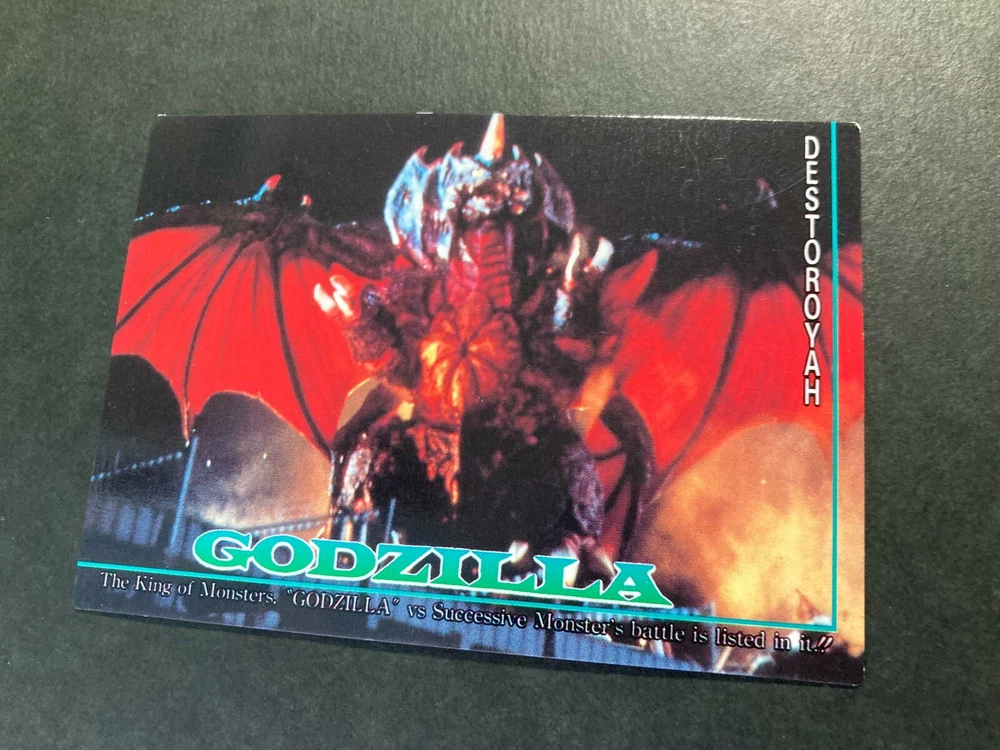 DESTOROYAH
GODZILLA
The King of Monsters, "GODZILLA" vs Successive Monster's battle is listed in it!!